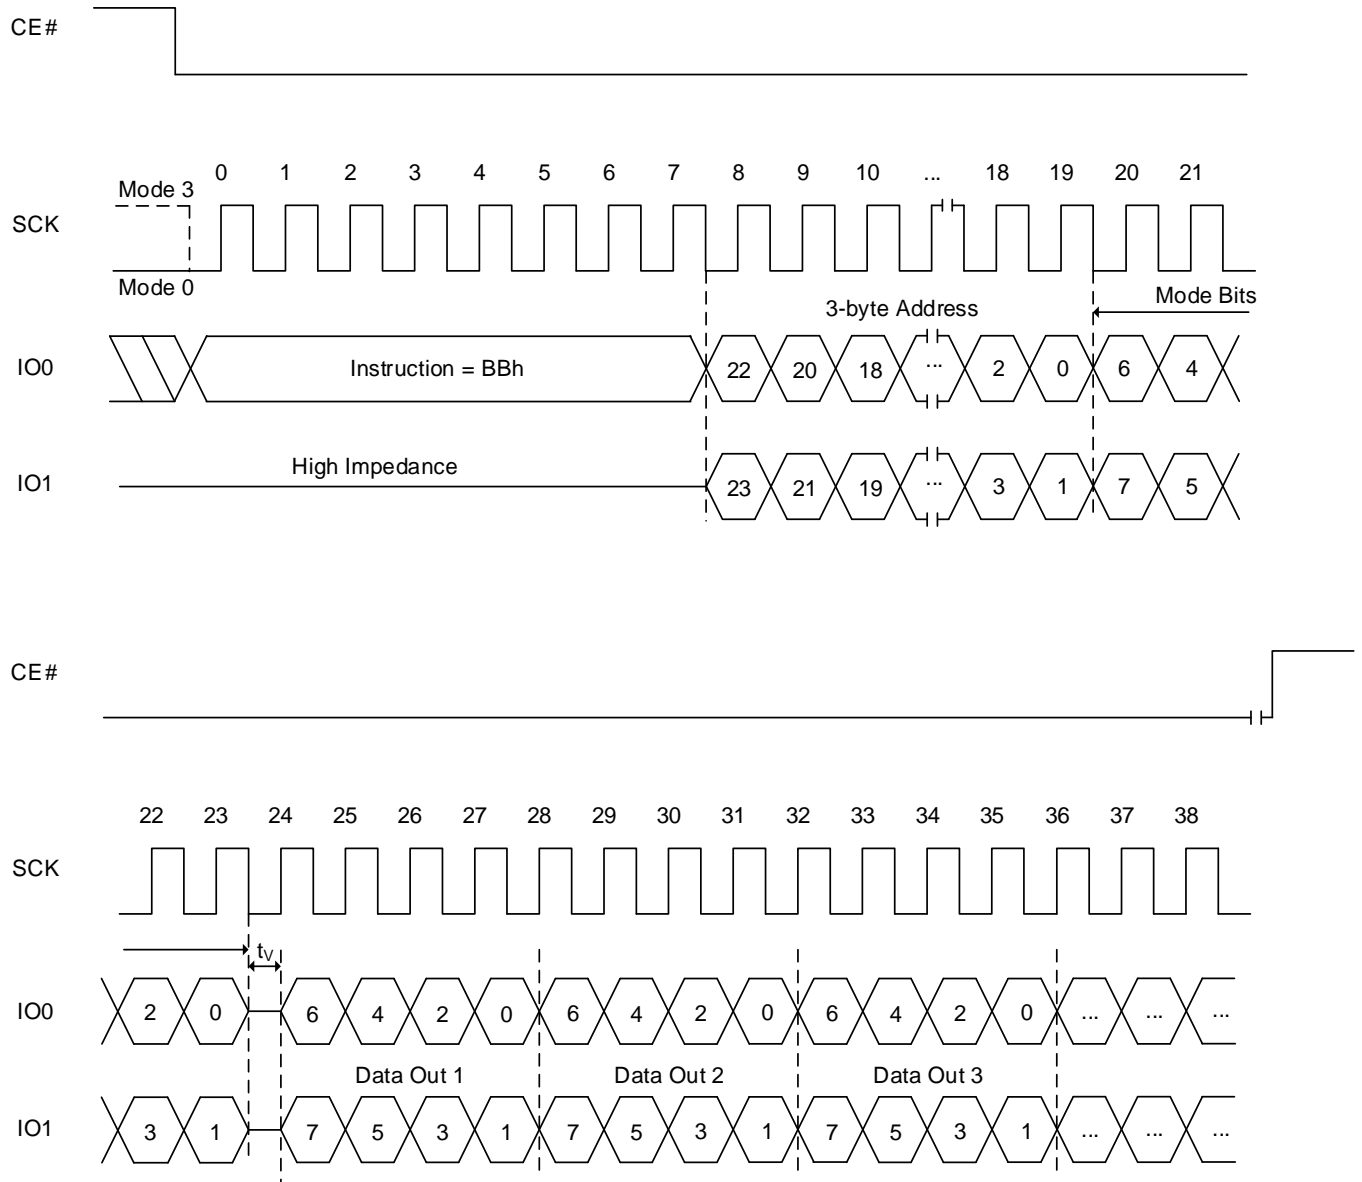 CE#
0 1 2 3 4 5 6 7 8 9 10 ... 18 19 20 21
Mode 3
SCK
Mode 0
3-byte Address
Mode Bits
IO0
Instruction = BBh
22 20 18 ... 2 0 6 4
High Impedance
IO1
23 21 19 ... 3 1 7 5
CE#
22 23 24 25 26 27 28 29 30 31 32 33 34 35 36 37 38
SCK
tV
IO0
2 0 6 4 2 0 6 4 2 0 6 4 2 0 ... ... ...
Data Out 1 Data Out 2 Data Out 3
IO1
3 1 7 5 3 1 7 5 3 1 7 5 3 1 ... ... ...